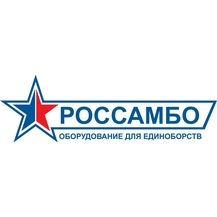 РОССАМБО
ОБОРУДОВАНИЕ ДЛЯ ЕДИНОБОРСТВ